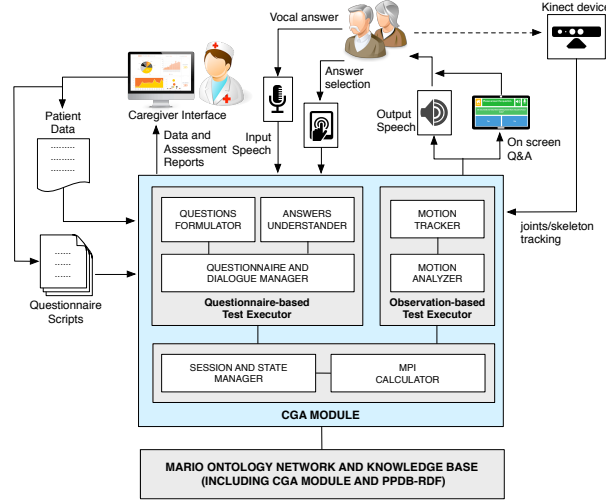 Vocal answer
Kinect device
Answer
selection
Caregiver Interface
Patient
Data
Data and
Assessment
Reports
Input
Speech
Output
Speech
On screen
Q&A
QUESTIONS
FORMULATOR
ANSWERS
UNDERSTANDER
MOTION
TRACKER
joints/skeleton
tracking
QUESTIONNAIRE AND
DIALOGUE MANAGER
MOTION
ANALYZER
Questionnaire-based
Test Executor
Observation-based
Test Executor
Questionnaire
Scripts
SESSION AND STATE
MANAGER
MPI
CALCULATOR
CGA MODULE
MARIO ONTOLOGY NETWORK AND KNOWLEDGE BASE
(INCLUDING CGA MODULE AND PPDB-RDF)